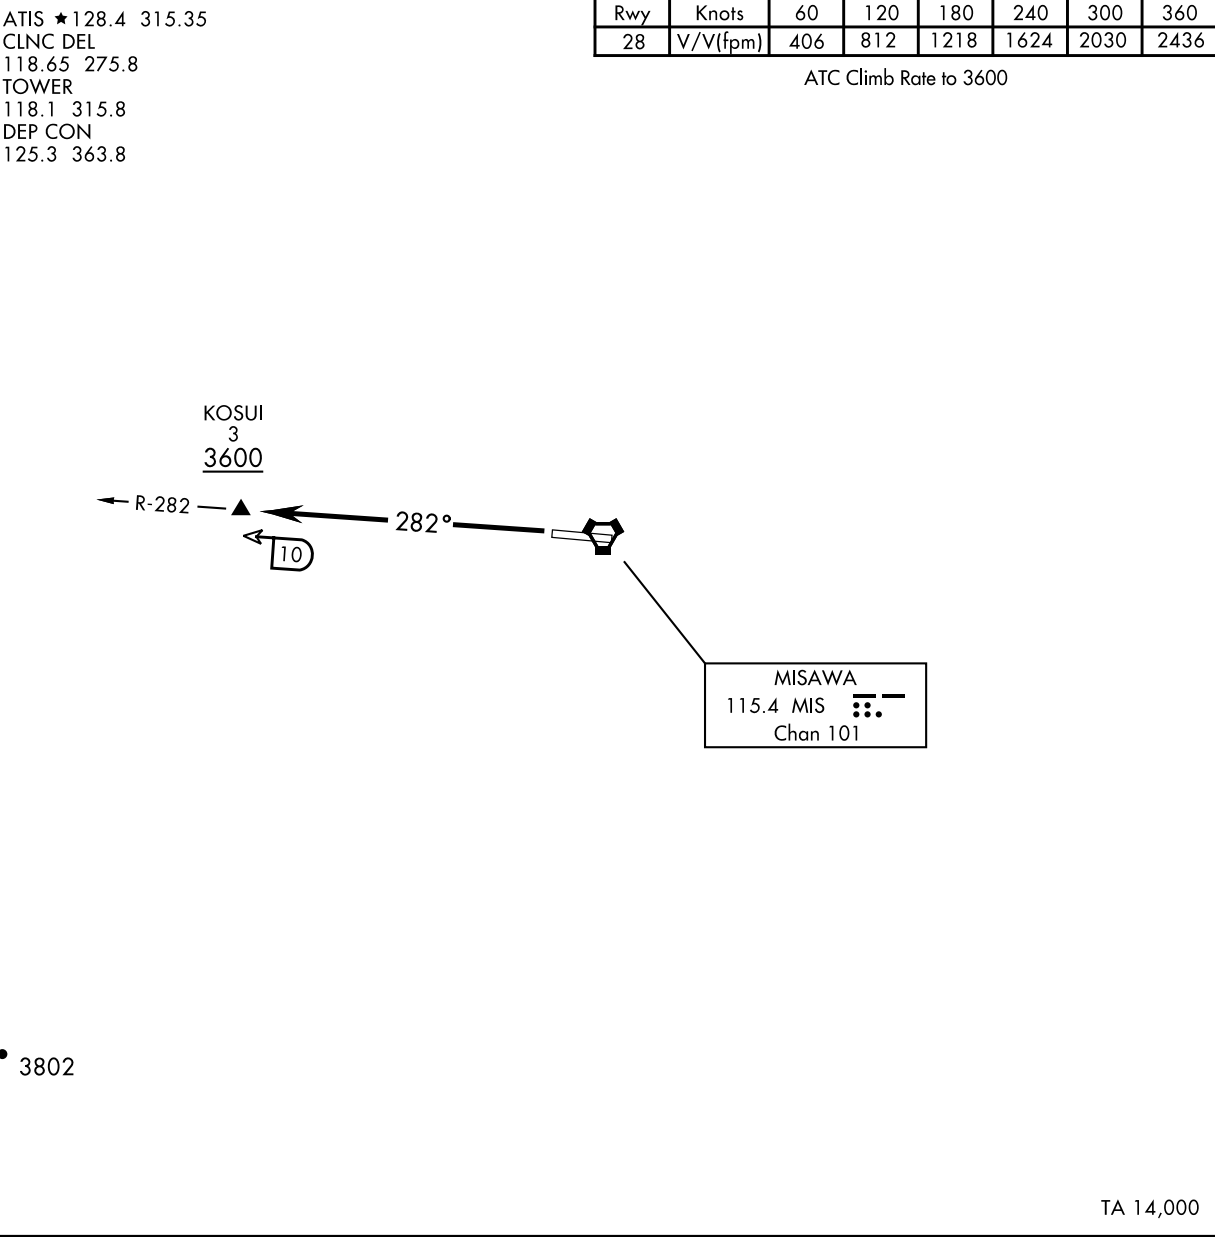 ATIS ★128.4 315.35
CLNC DEL
118.65 275.8
TOWER
118.1 315.8
DEP CON
125.3 363.8
Rwy Knots 60 120 180 240 300 360
28 V/V(fpm) 406 812 1218 1624 2030 2436
ATC Climb Rate to 3600
KOSUI
3
3600
R-282
282°
10
MISAWA
115.4 MIS
Chan 101
3802
TA 14,000